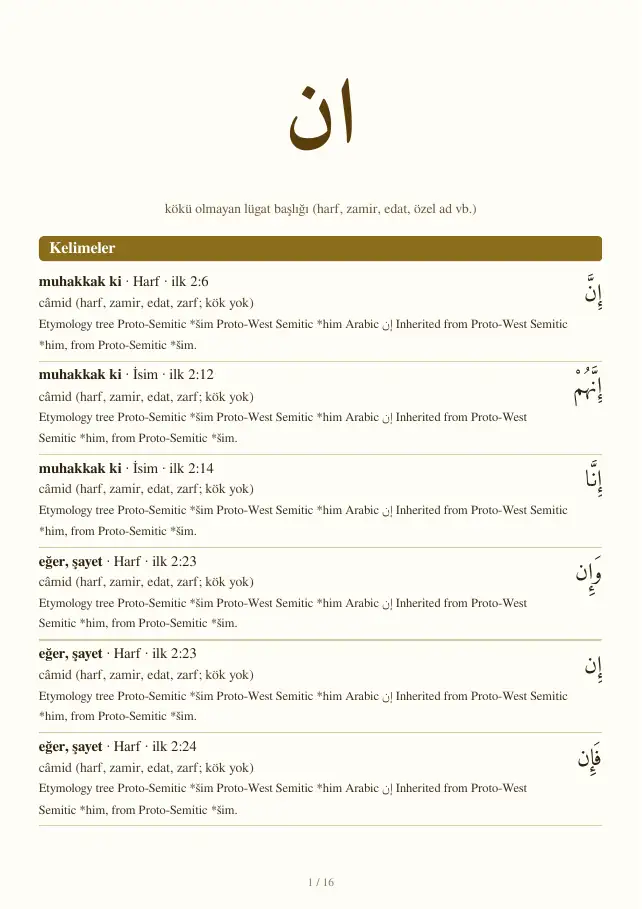 ان
kökü olmayan lügat başlığı (harf, zamir, edat, özel ad vb.)
Kelimeler
muhakkak ki · Harf · ilk 2:6
إِنَّ
câmid (harf, zamir, edat, zarf; kök yok)
Etymology tree Proto-Semitic *šim Proto-West Semitic *him Arabic إن Inherited from Proto-West Semitic
*him, from Proto-Semitic *šim.
muhakkak ki · İsim · ilk 2:12
إِنَّهُمْ
câmid (harf, zamir, edat, zarf; kök yok)
Etymology tree Proto-Semitic *šim Proto-West Semitic *him Arabic إن Inherited from Proto-West
Semitic *him, from Proto-Semitic *šim.
muhakkak ki · İsim · ilk 2:14
إِنَّا
câmid (harf, zamir, edat, zarf; kök yok)
Etymology tree Proto-Semitic *šim Proto-West Semitic *him Arabic إن Inherited from Proto-West Semitic
*him, from Proto-Semitic *šim.
eğer, şayet · Harf · ilk 2:23
وَإِن
câmid (harf, zamir, edat, zarf; kök yok)
Etymology tree Proto-Semitic *šim Proto-West Semitic *him Arabic إن Inherited from Proto-West
Semitic *him, from Proto-Semitic *šim.
eğer, şayet · Harf · ilk 2:23
إِن
câmid (harf, zamir, edat, zarf; kök yok)
Etymology tree Proto-Semitic *šim Proto-West Semitic *him Arabic إن Inherited from Proto-West Semitic
*him, from Proto-Semitic *šim.
eğer, şayet · Harf · ilk 2:24
فَإِن
câmid (harf, zamir, edat, zarf; kök yok)
Etymology tree Proto-Semitic *šim Proto-West Semitic *him Arabic إن Inherited from Proto-West
Semitic *him, from Proto-Semitic *šim.
1 / 16